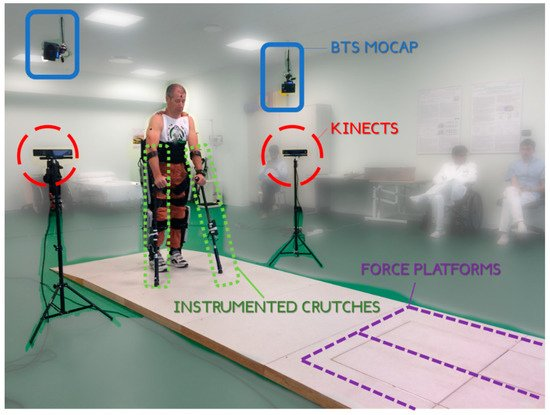 BTS MOCAP
KINECTS
FORCE PLATFORMS
INSTRUMENTED CRUTCHES